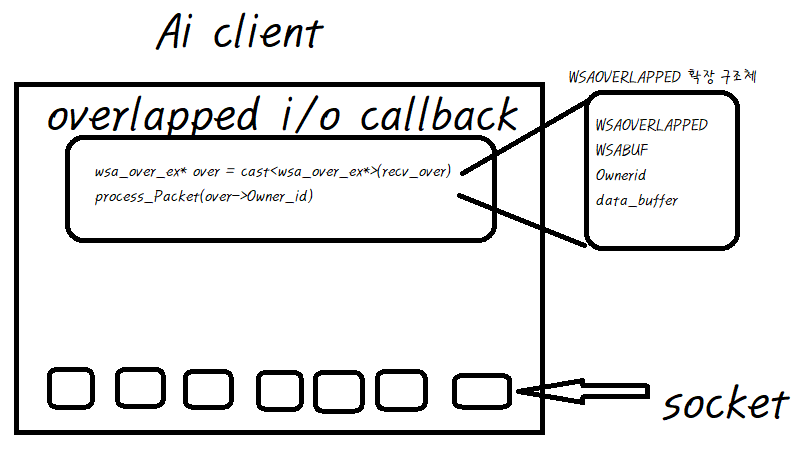 Ai client
WSAOVERLAPPED 확장 구조체
overlapped i/o callback
WSAOVERLAPPED
WSABUF
Ownerid
data_buffer
wsa_over_ex* over = cast<wsa_over_ex*>(recv_over)
process_Packet(over->Owner_id)
socket